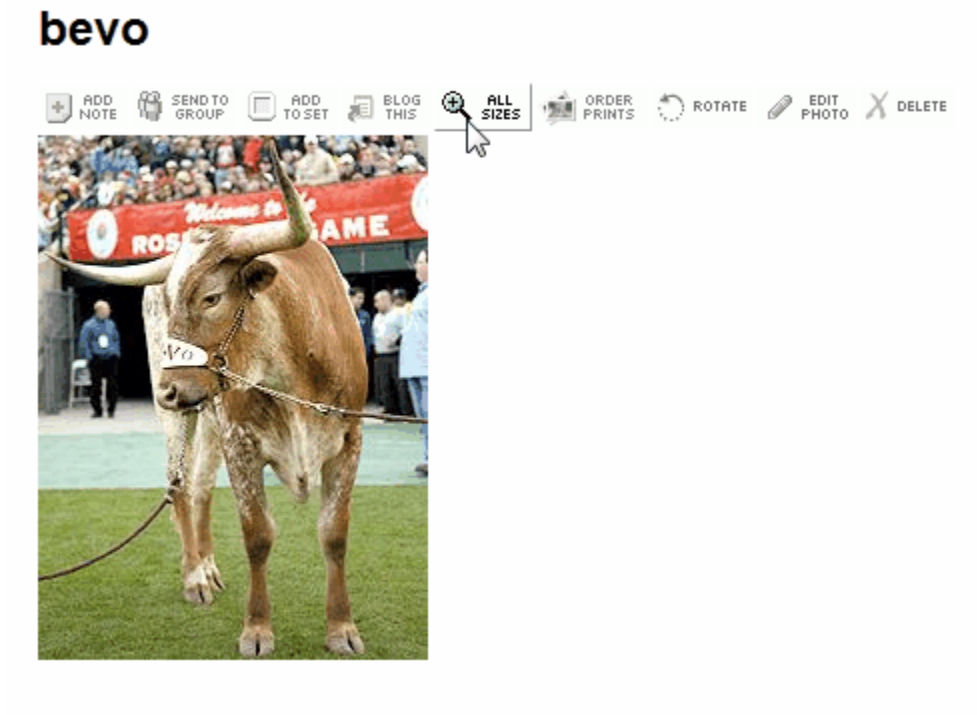 bevo
ADD NOTE
SEND TO GROUP
ADD TO SET
BLOG THIS
ALL SIZES
ORDER PRINTS
ROTATE
EDIT PHOTO
DELETE
Welcome to the
GAME